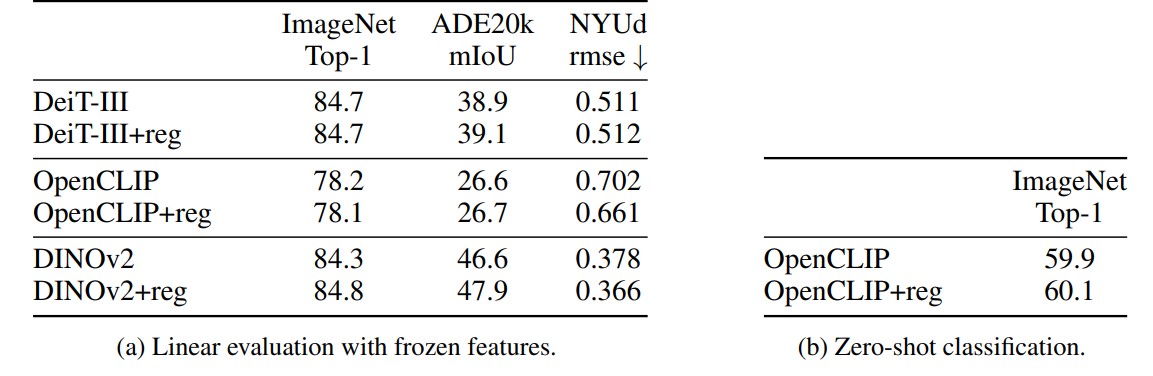 ImageNet ADE20k NYUd
Top-1 mIoU rmse ↓
DeiT-III 84.7 38.9 0.511
DeiT-III+reg 84.7 39.1 0.512
OpenCLIP 78.2 26.6 0.702
OpenCLIP+reg 78.1 26.7 0.661
DINOv2 84.3 46.6 0.378
DINOv2+reg 84.8 47.9 0.366
(a) Linear evaluation with frozen features.
ImageNet
Top-1
OpenCLIP 59.9
OpenCLIP+reg 60.1
(b) Zero-shot classification.